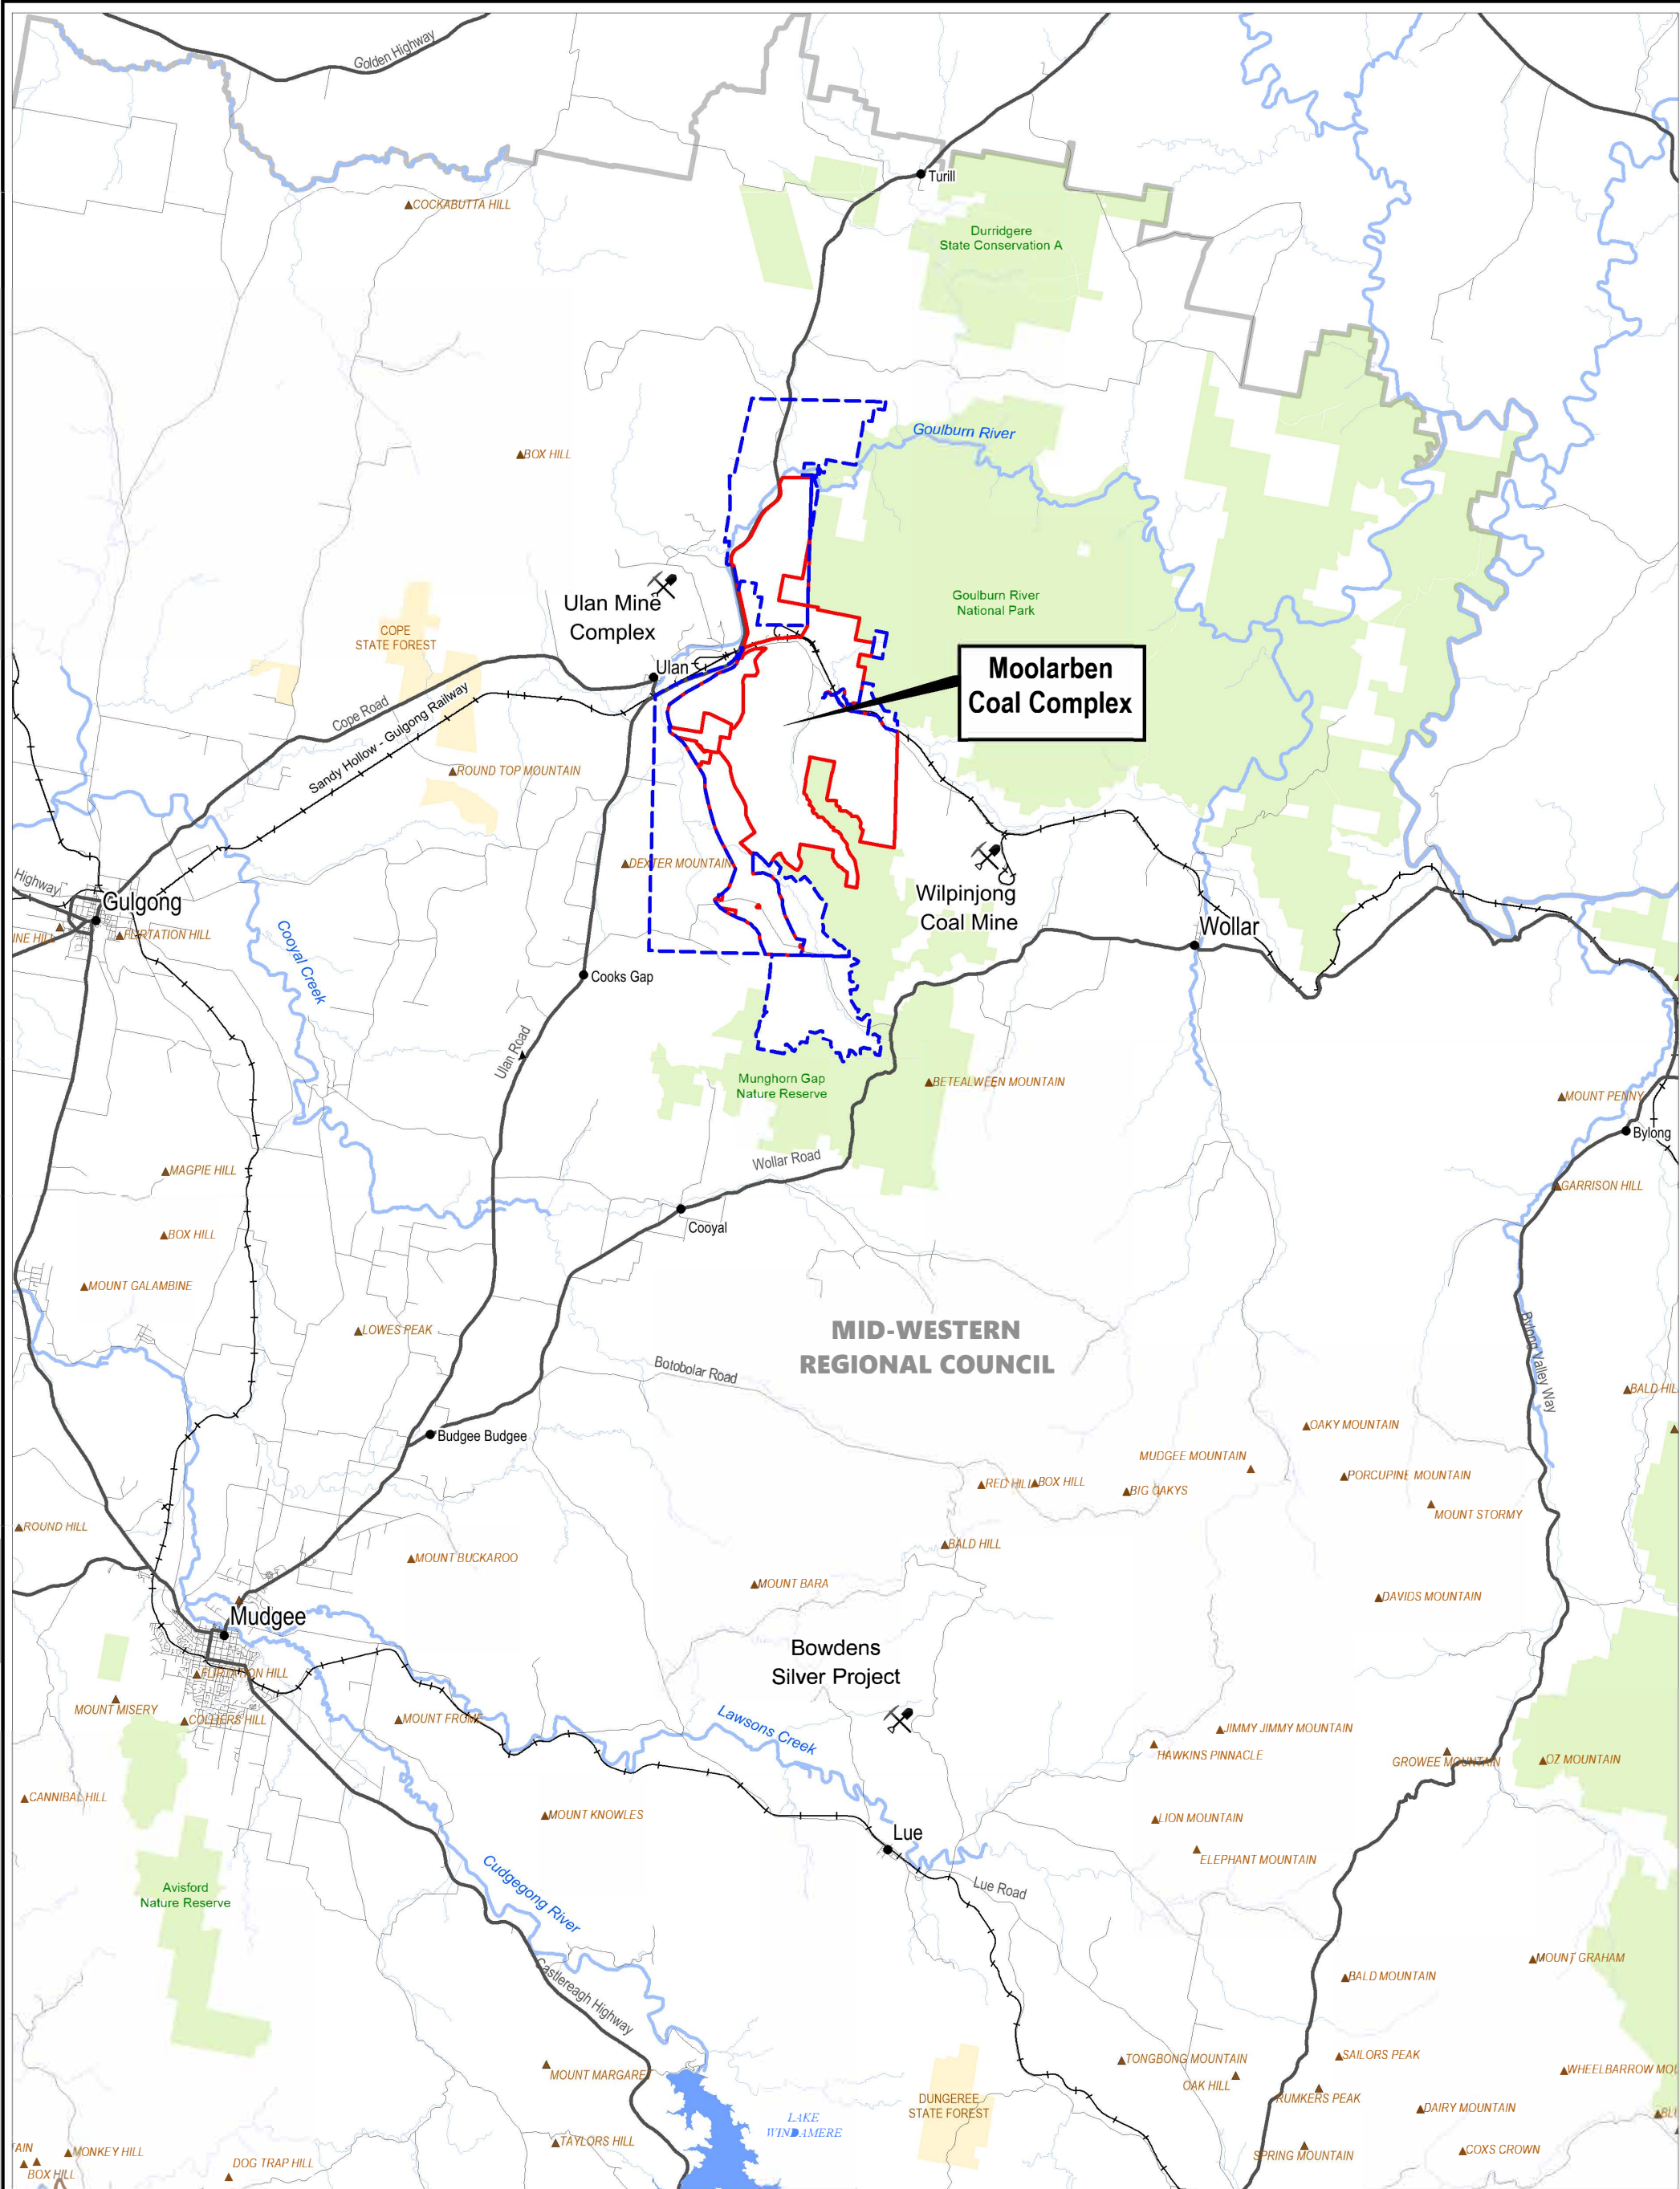 Golden Highway
Turill
COCKABUTTA HILL
Durridgere
State Conservation A
Goulburn River
BOX HILL
Goulburn River
National Park
Ulan Mine
Complex
COPE
STATE FOREST
Ulan
Moolarben
Coal Complex
Cope Road
Sandy Hollow - Gulgong Railway
ROUND TOP MOUNTAIN
DEXTER MOUNTAIN
Highway
Gulgong
Wilpinjong
Coal Mine
Wollar
INE HILL
FLIRTATION HILL
Cooyal Creek
Cooks Gap
Ulan Road
Munghorn Gap
Nature Reserve
BETEALWEEN MOUNTAIN
MOUNT PENNY
Bylong
MAGPIE HILL
Wollar Road
GARRISON HILL
Cooyal
BOX HILL
MOUNT GALAMBINE
LOWES PEAK
MID-WESTERN
REGIONAL COUNCIL
Botobolar Road
Bylong Valley Way
BALD HIL
Budgee Budgee
OAKY MOUNTAIN
MUDGEE MOUNTAIN
RED HILL
BOX HILL
BIG OAKYS
PORCUPINE MOUNTAIN
MOUNT STORMY
ROUND HILL
MOUNT BUCKAROO
BALD HILL
MOUNT BARA
DAVIDS MOUNTAIN
Mudgee
Bowdens
Silver Project
FLIRTATION HILL
MOUNT MISERY
COLLIERS HILL
MOUNT FROME
Lawsons Creek
JIMMY JIMMY MOUNTAIN
HAWKINS PINNACLE
GROWEE MOUNTAIN
OZ MOUNTAIN
CANNIBAL HILL
MOUNT KNOWLES
LION MOUNTAIN
Lue
ELEPHANT MOUNTAIN
Avisford
Nature Reserve
Cudgegong River
Lue Road
Castlereagh Highway
MOUNT GRAHAM
BALD MOUNTAIN
MOUNT MARGARET
TONGBONG MOUNTAIN
SAILORS PEAK
OAK HILL
WHEELBARROW MOU
RUMKERS PEAK
DUNGEREE
STATE FOREST
DAIRY MOUNTAIN
LAKE
WINDAMERE
TAYLORS HILL
AIN
MONKEY HILL
BOX HILL
DOG TRAP HILL
SPRING MOUNTAIN
COXS CROWN